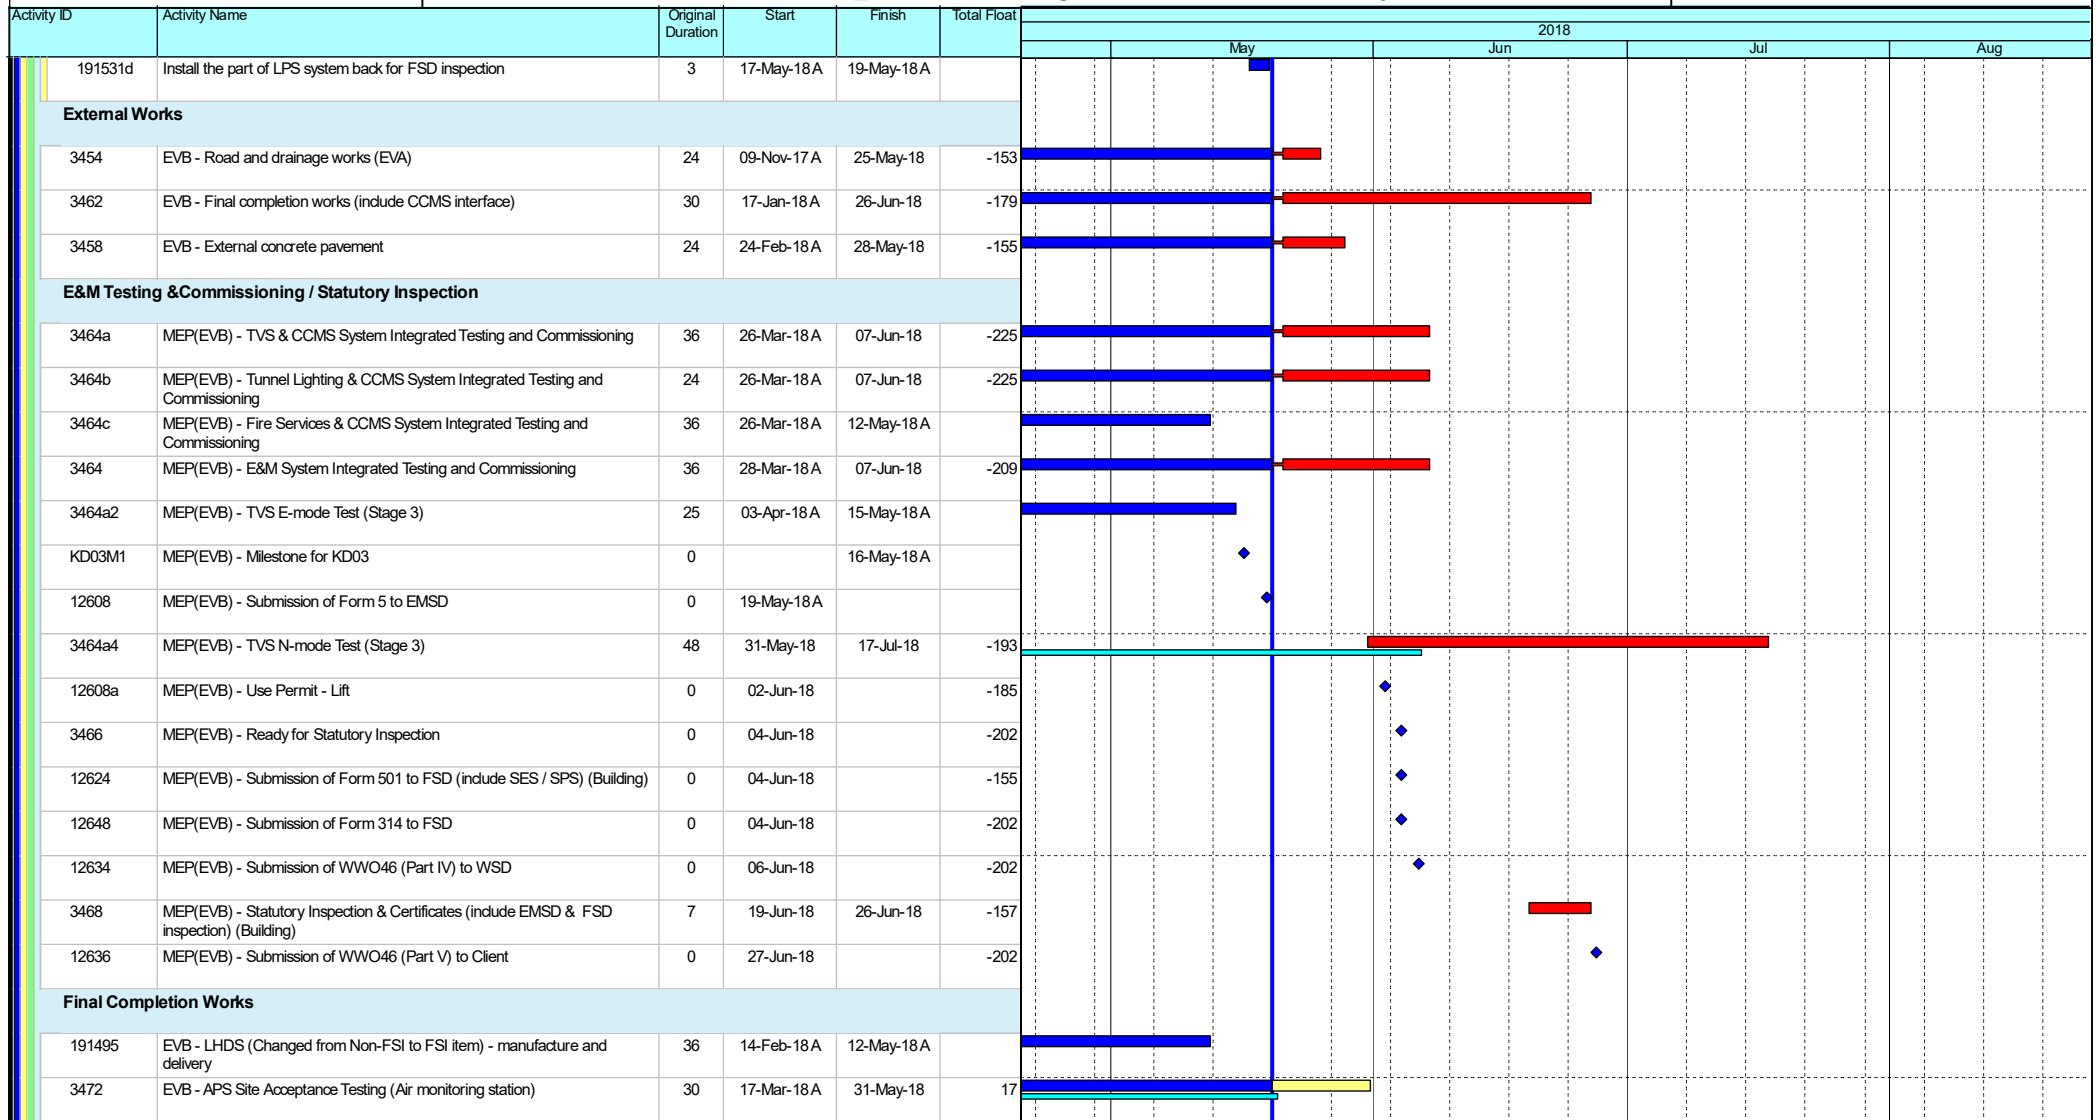 Activity ID Activity Name Original Duration Start Finish Total Float
2018
May Jun Jul Aug
191531d Install the part of LPS system back for FSD inspection 3 17-May-18 A 19-May-18 A
External Works
3454 EVB - Road and drainage works (EVA) 24 09-Nov-17 A 25-May-18 -153
3462 EVB - Final completion works (include CCMS interface) 30 17-Jan-18 A 26-Jun-18 -179
3458 EVB - External concrete pavement 24 24-Feb-18 A 28-May-18 -155
E&M Testing &Commissioning / Statutory Inspection
3464a MEP(EVB) - TVS & CCMS System Integrated Testing and Commissioning 36 26-Mar-18 A 07-Jun-18 -225
3464b MEP(EVB) - Tunnel Lighting & CCMS System Integrated Testing and 24 26-Mar-18 A 07-Jun-18 -225
Commissioning
3464c MEP(EVB) - Fire Services & CCMS System Integrated Testing and 36 26-Mar-18 A 12-May-18 A
Commissioning
3464 MEP(EVB) - E&M System Integrated Testing and Commissioning 36 28-Mar-18 A 07-Jun-18 -209
3464a2 MEP(EVB) - TVS E-mode Test (Stage 3) 25 03-Apr-18 A 15-May-18 A
KD03M1 MEP(EVB) - Milestone for KD03 0 16-May-18 A
12608 MEP(EVB) - Submission of Form 5 to EMSD 0 19-May-18 A
3464a4 MEP(EVB) - TVS N-mode Test (Stage 3) 48 31-May-18 17-Jul-18 -193
12608a MEP(EVB) - Use Permit - Lift 0 02-Jun-18 -185
3466 MEP(EVB) - Ready for Statutory Inspection 0 04-Jun-18 -202
12624 MEP(EVB) - Submission of Form 501 to FSD (include SES / SPS) (Building) 0 04-Jun-18 -155
12648 MEP(EVB) - Submission of Form 314 to FSD 0 04-Jun-18 -202
12634 MEP(EVB) - Submission of WWO46 (Part IV) to WSD 0 06-Jun-18 -202
3468 MEP(EVB) - Statutory Inspection & Certificates (include EMSD & FSD 7 19-Jun-18 26-Jun-18 -157
inspection) (Building)
12636 MEP(EVB) - Submission of WWO46 (Part V) to Client 0 27-Jun-18 -202
Final Completion Works
191495 EVB - LHDS (Changed from Non-FSI to FSI item) - manufacture and 36 14-Feb-18 A 12-May-18 A
delivery
3472 EVB - APS Site Acceptance Testing (Air monitoring station) 30 17-Mar-18 A 31-May-18 17